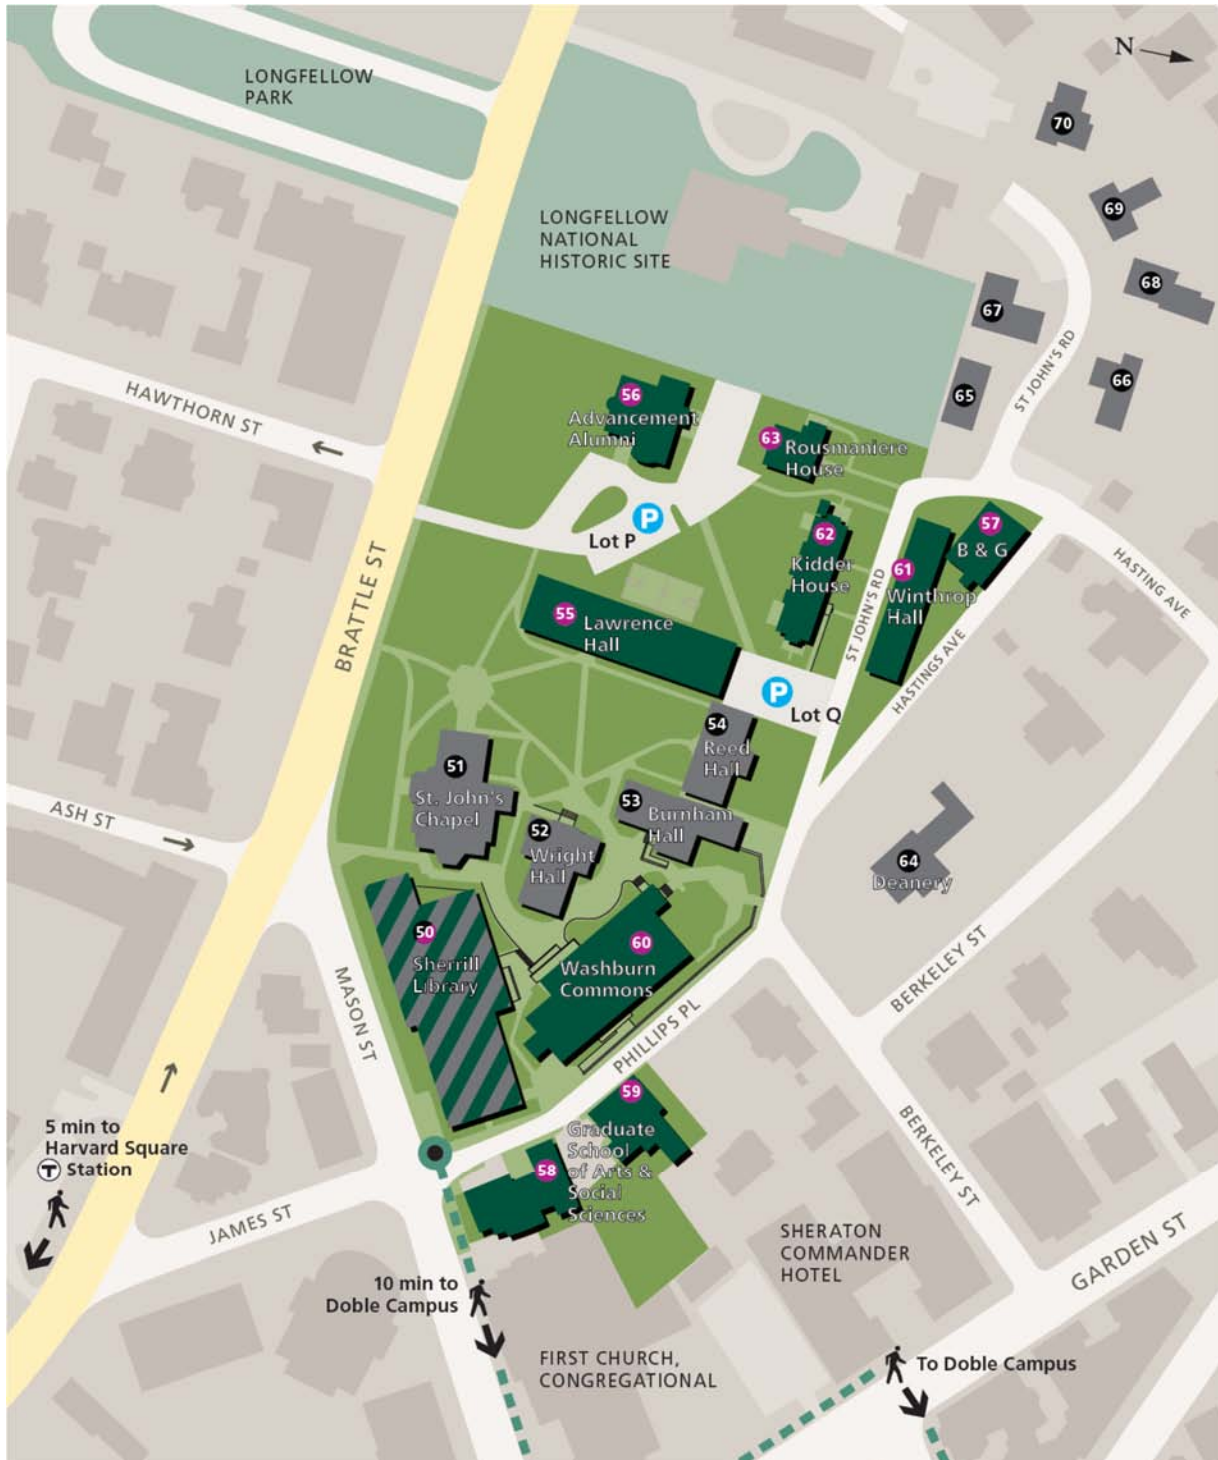 N
LONGFELLOW
PARK
70
69
LONGFELLOW
NATIONAL
HISTORIC SITE
68
67
ST JOHN'S RD
66
65
HAWTHORN ST
56
Advancement
Alumni
63
Rousmaniere
House
P
Lot P
62
Kidder
House
57
B & G
61
Winthrop
Hall
HASTING AVE
BRATTLE ST
55
Lawrence
Hall
ST JOHN'S RD
HASTINGS AVE
P
Lot Q
54
Reed
Hall
51
St. John's
Chapel
53
Burnham
Hall
ASH ST
52
Wright
Hall
64
Deanery
50
Sherrill
Library
60
Washburn
Commons
BERKELEY ST
MASON ST
PHILLIPS PL
59
Graduate
School
of Arts &
Social
Sciences
58
5 min to
Harvard Square
T Station
BERKELEY ST
JAMES ST
SHERATON
COMMANDER
HOTEL
GARDEN ST
10 min to
Doble Campus
FIRST CHURCH,
CONGREGATIONAL
To Doble Campus